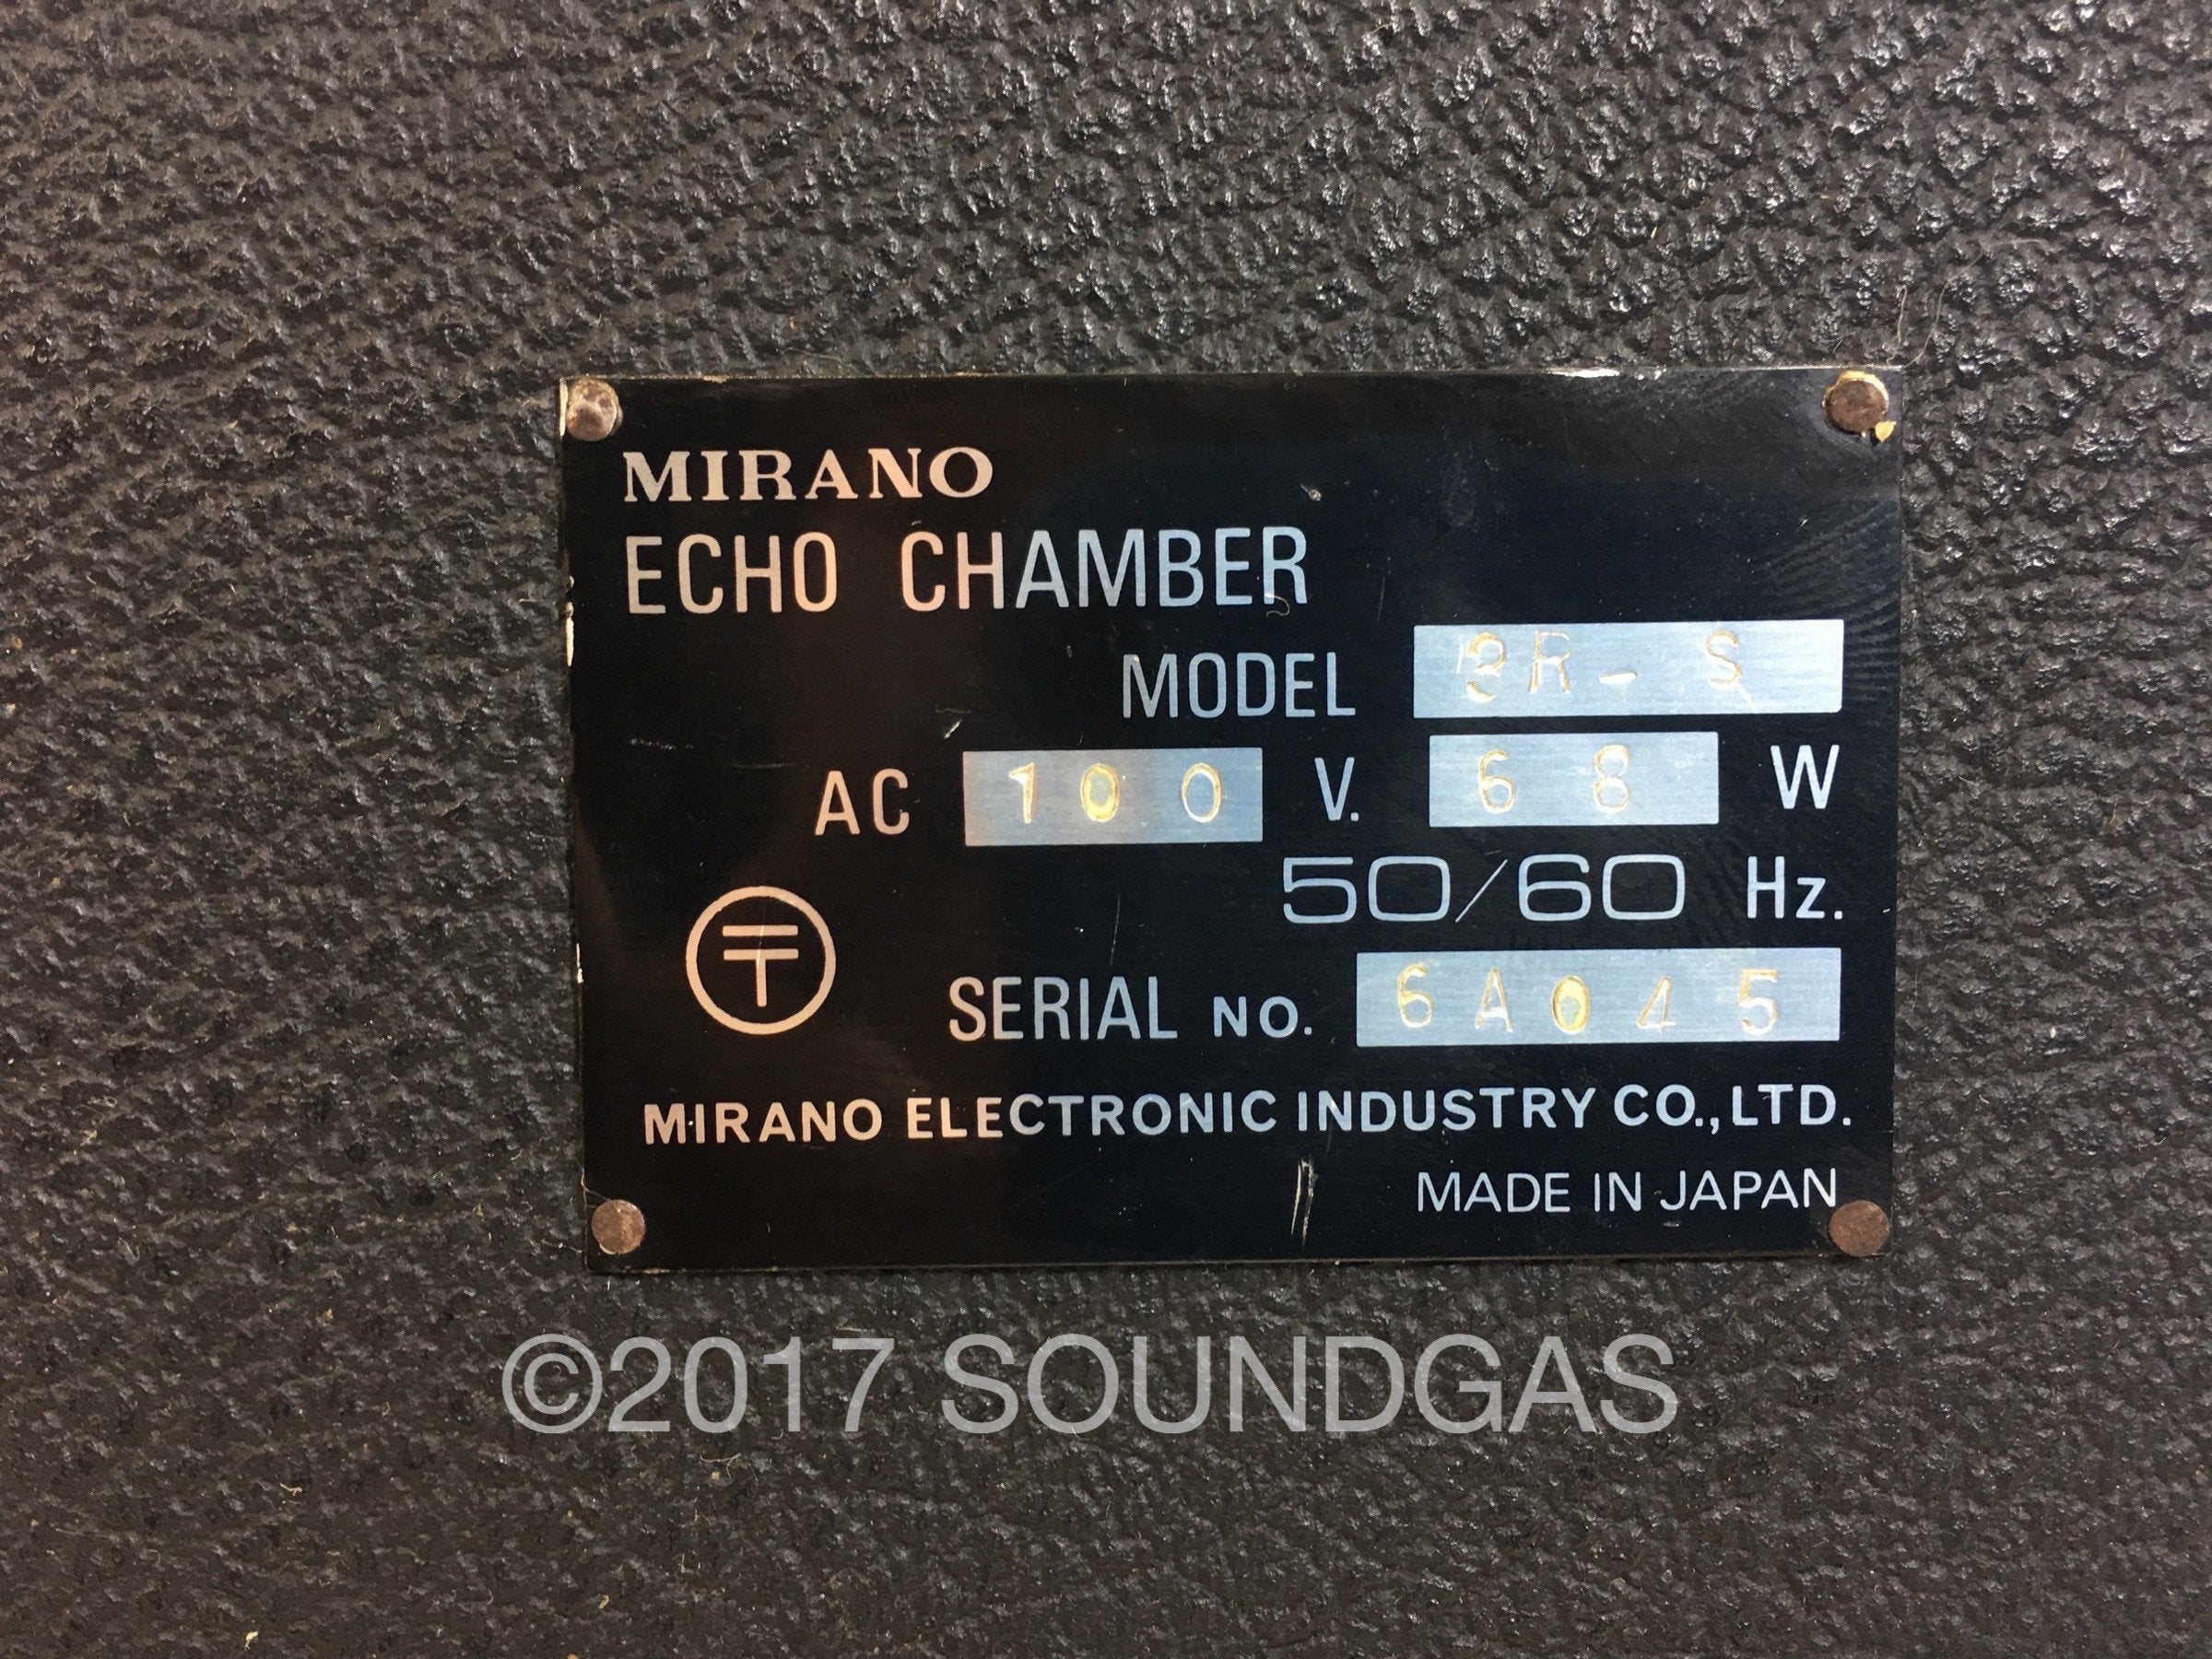 MIRANO
ECHO CHAMBER
MODEL R - S
AC 100 V. 68 W
50/60 Hz.
〒
SERIAL NO. 6A045
MIRANO ELECTRONIC INDUSTRY CO., LTD.
MADE IN JAPAN
©2017 SOUNDGAS